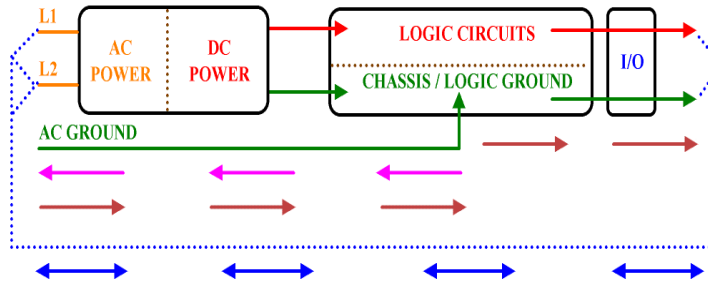 L1
L2
AC
POWER
DC
POWER
LOGIC CIRCUITS
CHASSIS / LOGIC GROUND
I/O
AC GROUND